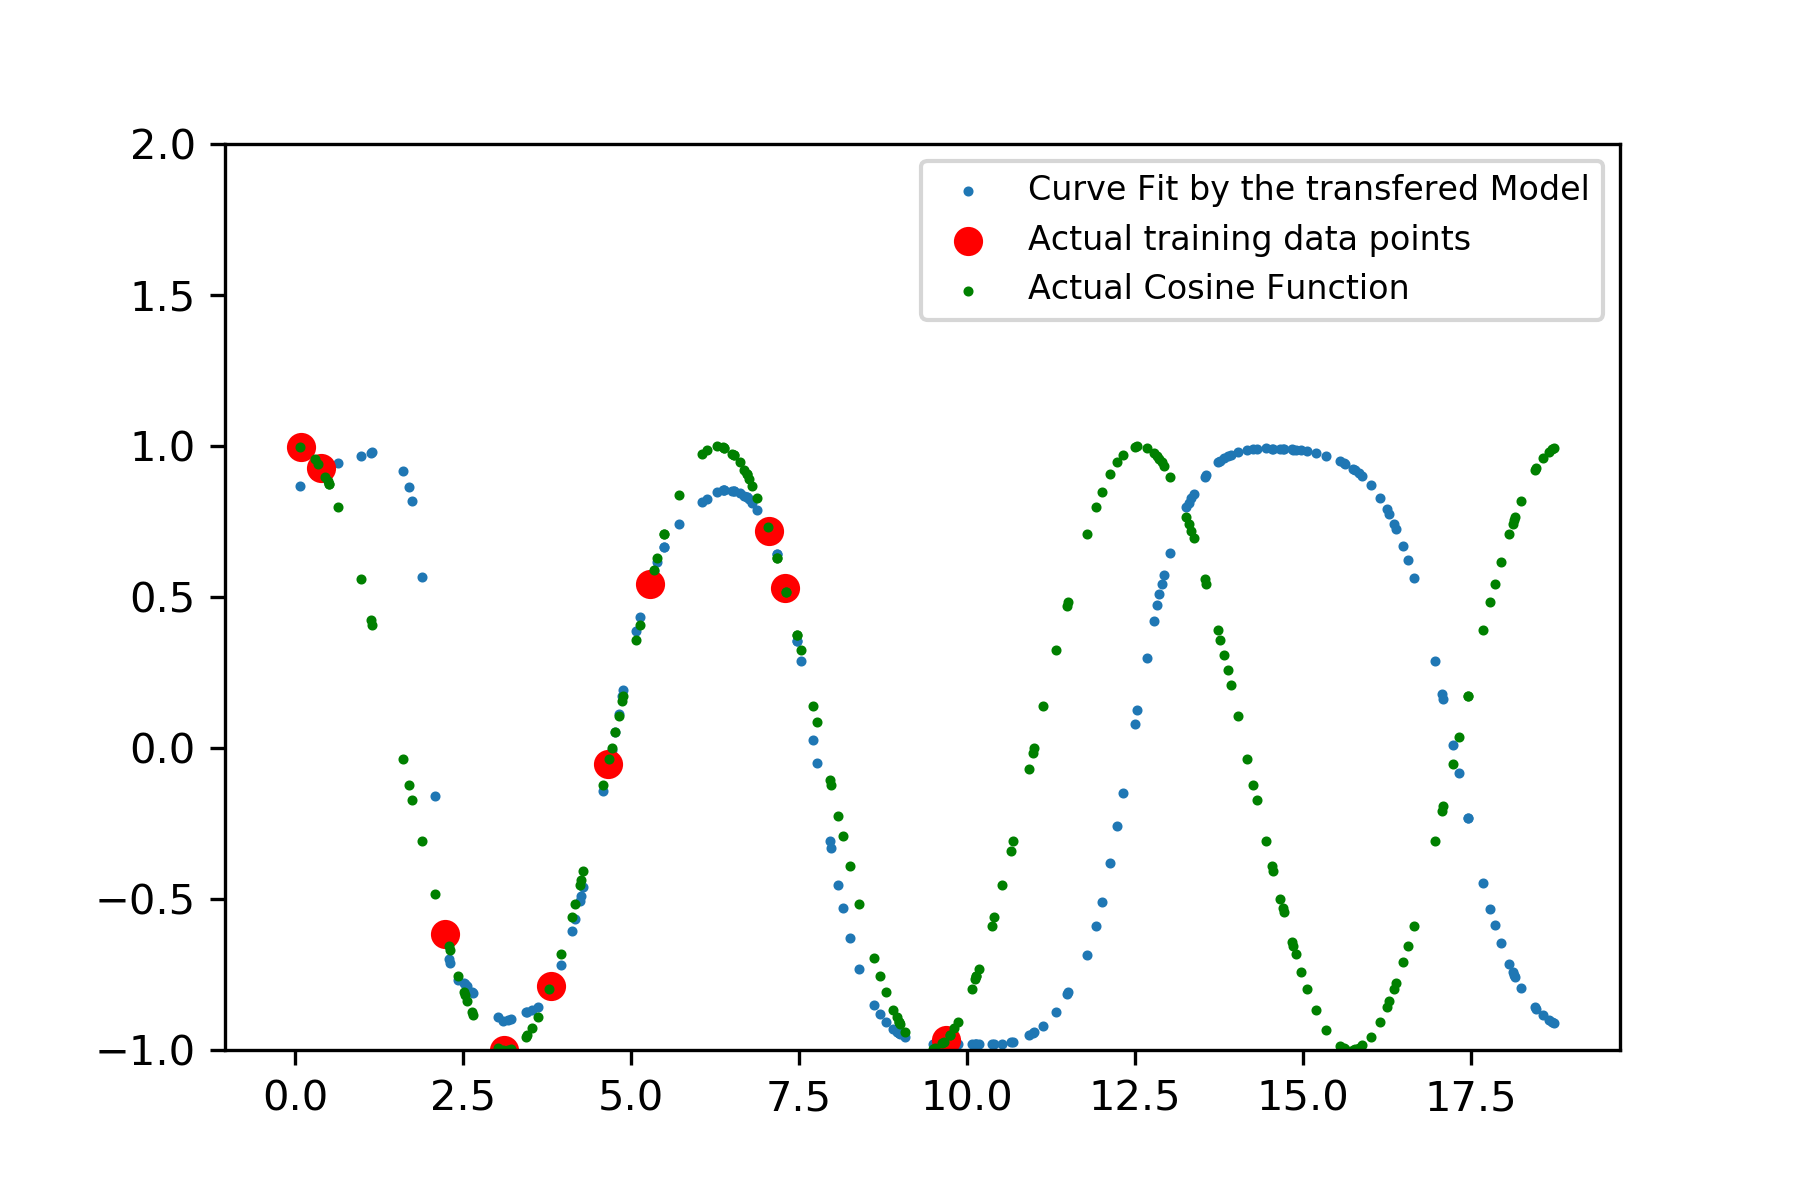 2.0
1.5
1.0
0.5
0.0
−0.5
−1.0
0.0 2.5 5.0 7.5 10.0 12.5 15.0 17.5
Curve Fit by the transfered Model
Actual training data points
Actual Cosine Function